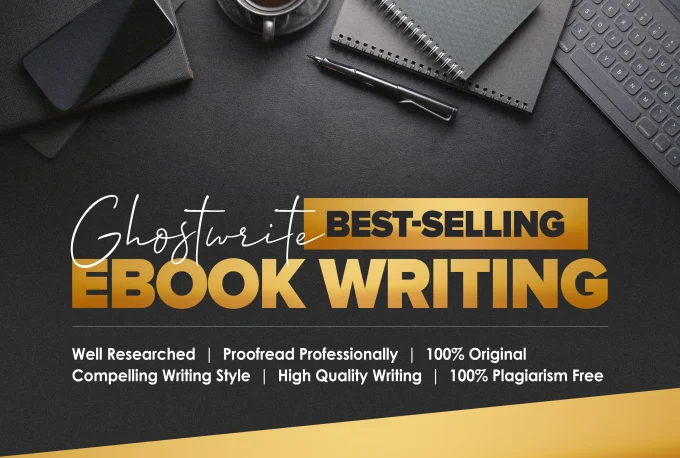 Ghostwrite BEST-SELLING
EBOOK WRITING
Well Researched | Proofread Professionally | 100% Original
Compelling Writing Style | High Quality Writing | 100% Plagiarism Free